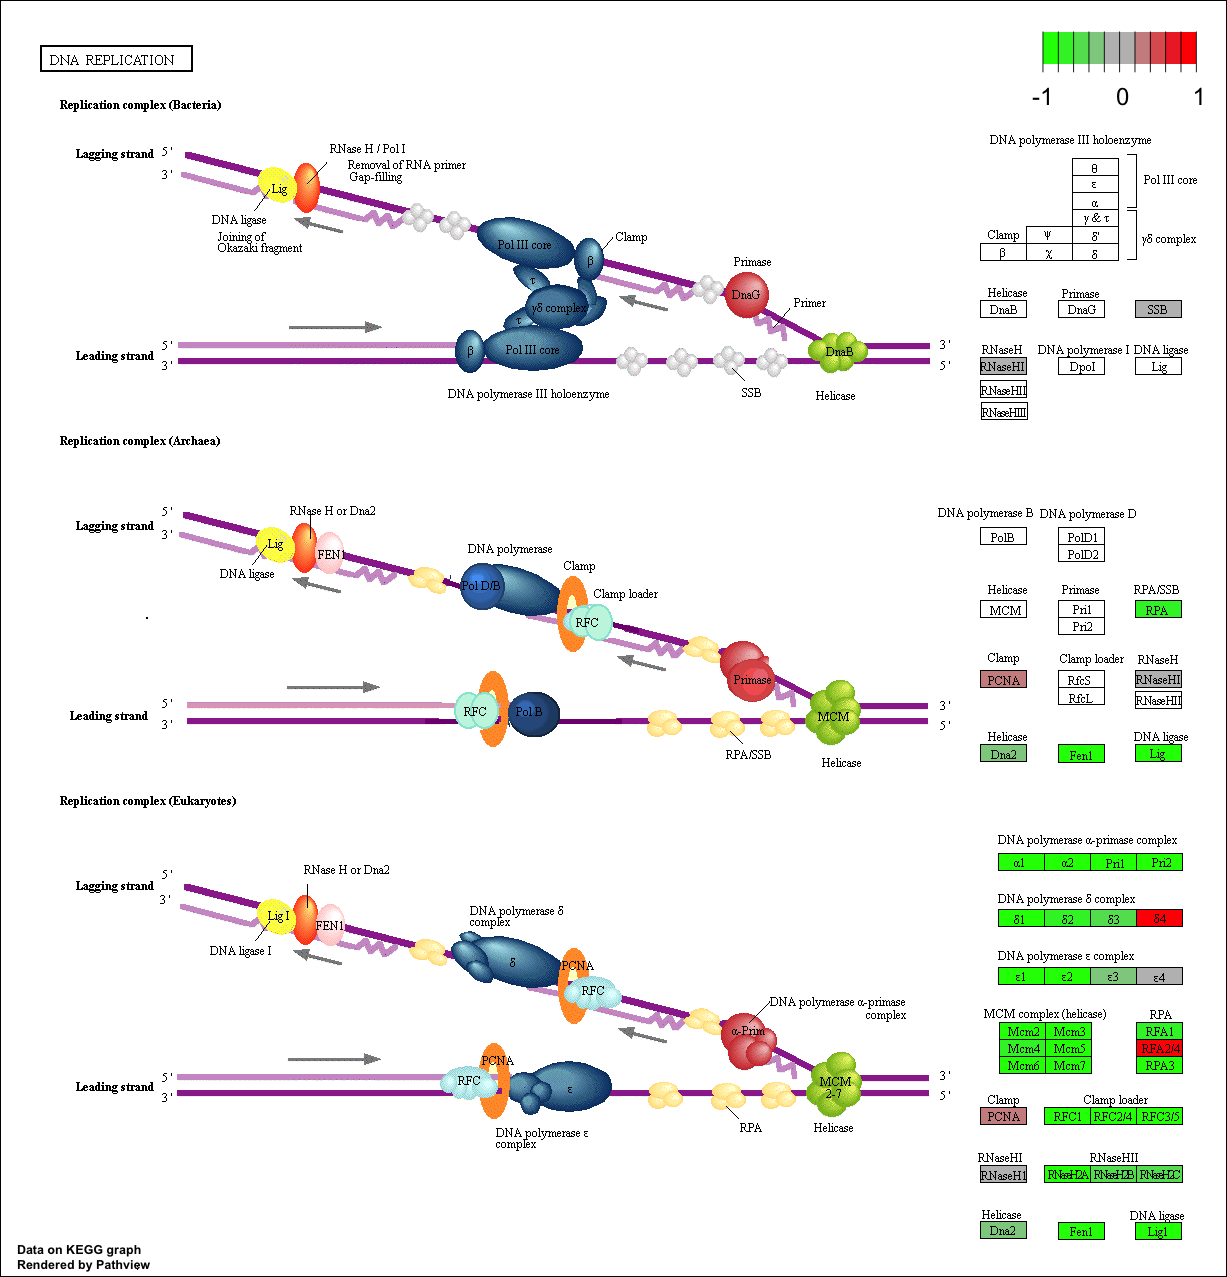 DNA REPLICATION
-1 0 1
Replication complex (Bacteria)
Lagging strand 5'
3'
RNase H / Pol I
Removal of RNA primer
Gap-filling
Lig
DNA ligase
Joining of
Okazaki fragment
Pol III core
Clamp
β
τ
γδ complex
τ
Primase
DnaG
Primer
5'
Leading strand 3'
β
Pol III core
DnaB
3'
5'
DNA polymerase III holoenzyme
SSB
Helicase
DNA polymerase III holoenzyme
θ
ε
α
Pol III core
γ & τ
Clamp ψ δ'
β χ δ
γδ complex
Helicase Primase
DnaB DnaG SSB
RNaseH DNA polymerase I DNA ligase
RNaseHI DpoI Lig
RNaseHII
RNaseHIII
Replication complex (Archaea)
Lagging strand 5'
3'
RNase H or Dna2
Lig
FEN1
DNA ligase
DNA polymerase
Pol D/B
Clamp
Clamp loader
RFC
Primase
Leading strand
RFC
Pol B
MCM
3'
5'
RPA/SSB
Helicase
DNA polymerase B DNA polymerase D
PolB PolD1
PolD2
Helicase Primase RPA/SSB
MCM Pri1 RPA
Pri2
Clamp Clamp loader RNaseH
PCNA RfcS RNaseHI
RfcL RNaseHII
Helicase DNA ligase
Dna2 Fen1 Lig
Replication complex (Eukaryotes)
Lagging strand 5'
3'
RNase H or Dna2
Lig I
FEN1
DNA ligase I
DNA polymerase δ
complex
δ
PCNA
RFC
DNA polymerase α-primase
complex
α-Prim
5'
Leading strand 3'
PCNA
RFC
ε
MCM
2-7
3'
5'
DNA polymerase ε
complex
RPA
Helicase
DNA polymerase α-primase complex
α1 α2 Pri1 Pri2
DNA polymerase δ complex
δ1 δ2 δ3 δ4
DNA polymerase ε complex
ε1 ε2 ε3 ε4
MCM complex (helicase) RPA
Mcm2 Mcm3 RFA1
Mcm4 Mcm5 RFA2/4
Mcm6 Mcm7 RPA3
Clamp Clamp loader
PCNA RFC1 RFC2/4 RFC3/5
RNaseHI RNaseHII
RNaseH1 RNaseH2A RNaseH2B RNaseH2C
Helicase DNA ligase
Dna2 Fen1 Lig1
Data on KEGG graph
Rendered by Pathview